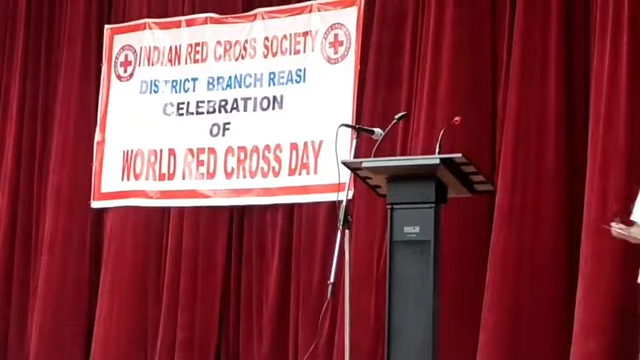 INDIAN RED CROSS SOCIETY
DISTRICT BRANCH REASI
CELEBRATION
OF
WORLD RED CROSS DAY